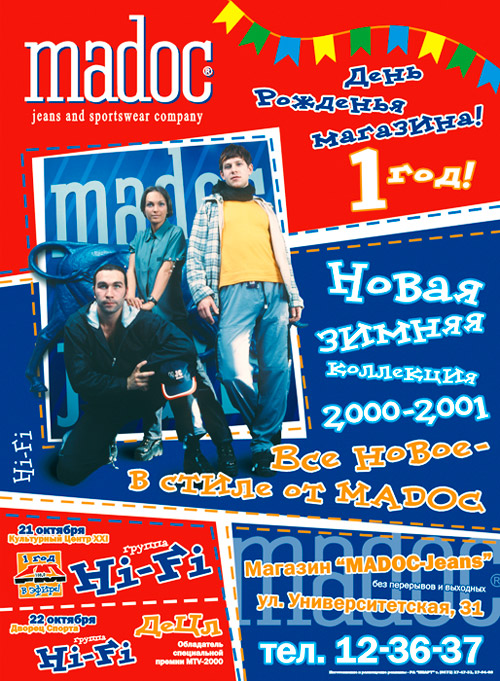 madoc®
jeans and sportswear company
День
Рожденья
магазина!
1 год!
madoc
Новая
зимняя
коллекция
2000-2001
Hi-Fi
Все новое-
в стиле от MADOC
21 октября
Культурный Центр XXI
1 год
в эфире!
группа
Hi-Fi
22 октября
Дворец Спорта
группа
Hi-Fi
ДеЦл
Обладатель
специальной
премии MTV-2000
madoc
Магазин "MADOC-Jeans"
без перерывов и выходных
ул. Университетская, 31
тел. 12-36-37